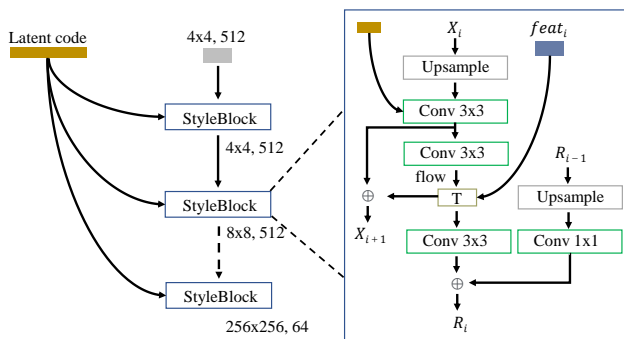 Latent code
4x4, 512
StyleBlock
4x4, 512
StyleBlock
8x8, 512
StyleBlock
256x256, 64
X_i
feat_i
Upsample
Conv 3x3
Conv 3x3
flow
R_{i-1}
⊕
T
Upsample
X_{i+1}
Conv 3x3
Conv 1x1
⊕
R_i